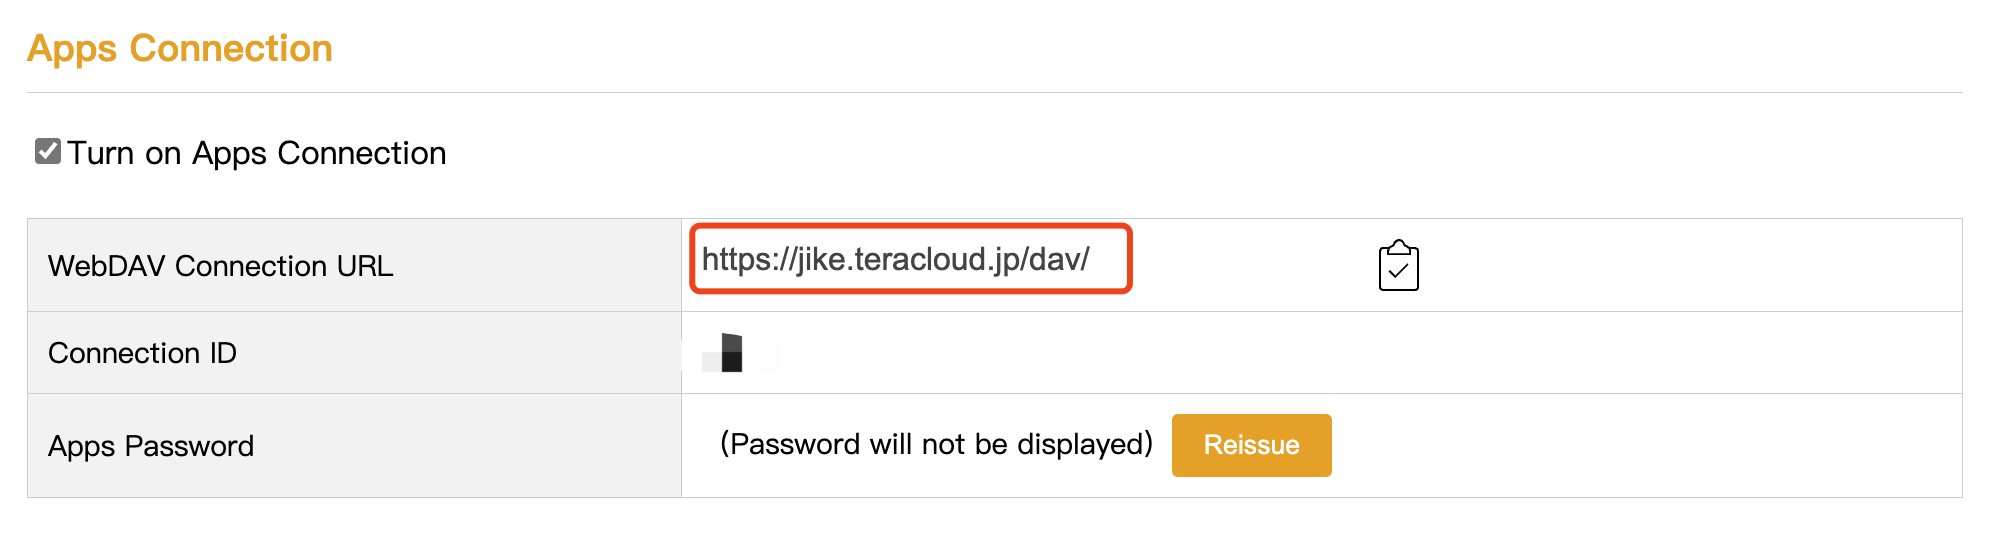 Apps Connection
Turn on Apps Connection
WebDAV Connection URL https://jike.teracloud.jp/dav/
Connection ID
Apps Password (Password will not be displayed) Reissue